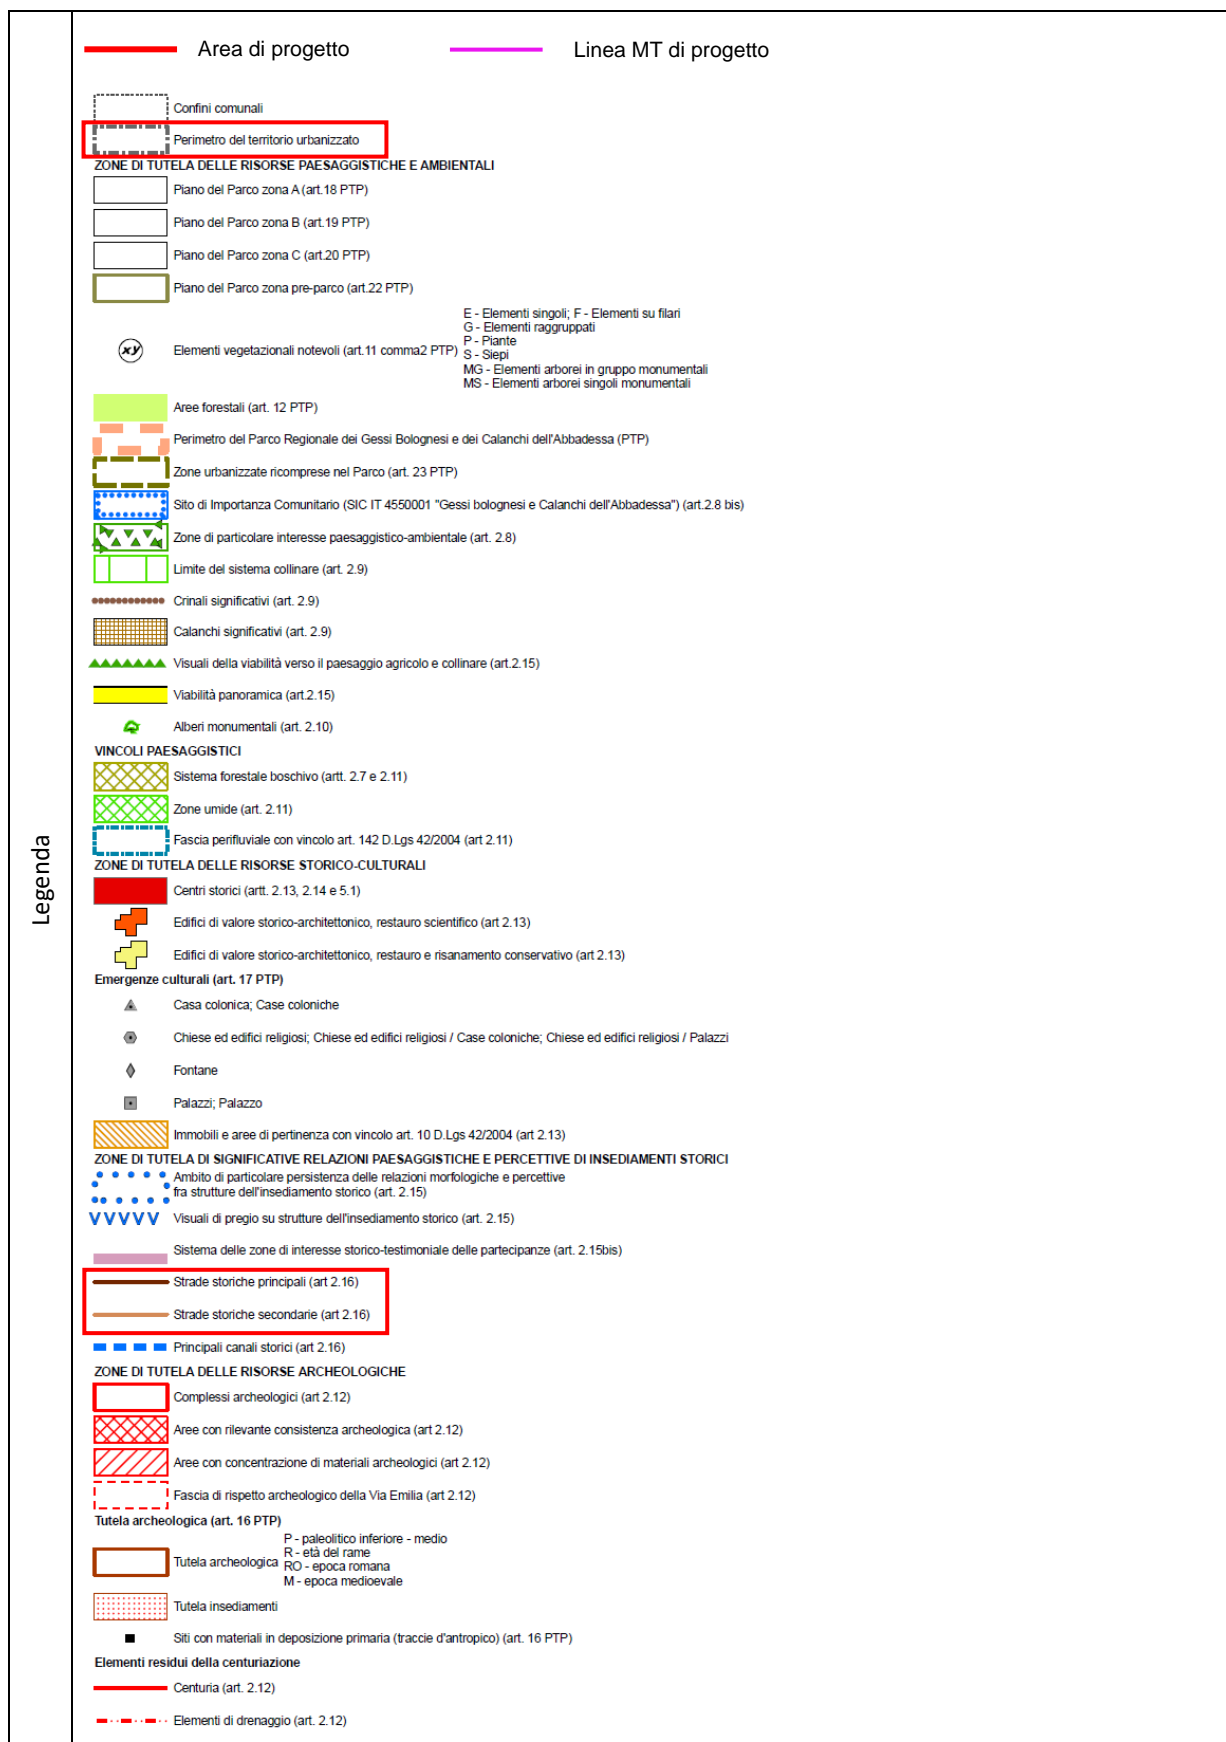 Legenda
Area di progetto
Linea MT di progetto
Confini comunali
Perimetro del territorio urbanizzato
ZONE DI TUTELA DELLE RISORSE PAESAGGISTICHE E AMBIENTALI
Piano del Parco zona A (art.18 PTP)
Piano del Parco zona B (art.19 PTP)
Piano del Parco zona C (art.20 PTP)
Piano del Parco zona pre-parco (art.22 PTP)
xy
Elementi vegetazionali notevoli (art.11 comma2 PTP)
E - Elementi singoli; F - Elementi su filari
G - Elementi raggruppati
P - Piante
S - Siepi
MG - Elementi arborei in gruppo monumentali
MS - Elementi arborei singoli monumentali
Aree forestali (art. 12 PTP)
Perimetro del Parco Regionale dei Gessi Bolognesi e dei Calanchi dell'Abbadessa (PTP)
Zone urbanizzate ricomprese nel Parco (art. 23 PTP)
Sito di Importanza Comunitario (SIC IT 4550001 "Gessi bolognesi e Calanchi dell'Abbadessa") (art.2.8 bis)
Zone di particolare interesse paesaggistico-ambientale (art. 2.8)
Limite del sistema collinare (art. 2.9)
Crinali significativi (art. 2.9)
Calanchi significativi (art. 2.9)
Visuali della viabilità verso il paesaggio agricolo e collinare (art.2.15)
Viabilità panoramica (art.2.15)
Alberi monumentali (art. 2.10)
VINCOLI PAESAGGISTICI
Sistema forestale boschivo (artt. 2.7 e 2.11)
Zone umide (art. 2.11)
Fascia perifluviale con vincolo art. 142 D.Lgs 42/2004 (art 2.11)
ZONE DI TUTELA DELLE RISORSE STORICO-CULTURALI
Centri storici (artt. 2.13, 2.14 e 5.1)
Edifici di valore storico-architettonico, restauro scientifico (art 2.13)
Edifici di valore storico-architettonico, restauro e risanamento conservativo (art 2.13)
Emergenze culturali (art. 17 PTP)
Casa colonica; Case coloniche
Chiese ed edifici religiosi; Chiese ed edifici religiosi / Case coloniche; Chiese ed edifici religiosi / Palazzi
Fontane
Palazzi; Palazzo
Immobili e aree di pertinenza con vincolo art. 10 D.Lgs 42/2004 (art 2.13)
ZONE DI TUTELA DI SIGNIFICATIVE RELAZIONI PAESAGGISTICHE E PERCETTIVE DI INSEDIAMENTI STORICI
Ambito di particolare persistenza delle relazioni morfologiche e percettive
fra strutture dell'insediamento storico (art. 2.15)
Visuali di pregio su strutture dell'insediamento storico (art. 2.15)
Sistema delle zone di interesse storico-testimoniale delle partecipanze (art. 2.15bis)
Strade storiche principali (art 2.16)
Strade storiche secondarie (art 2.16)
Principali canali storici (art 2.16)
ZONE DI TUTELA DELLE RISORSE ARCHEOLOGICHE
Complessi archeologici (art 2.12)
Aree con rilevante consistenza archeologica (art 2.12)
Aree con concentrazione di materiali archeologici (art 2.12)
Fascia di rispetto archeologico della Via Emilia (art 2.12)
Tutela archeologica (art. 16 PTP)
Tutela archeologica
P - paleolitico inferiore - medio
R - età del rame
RO - epoca romana
M - epoca medioevale
Tutela insediamenti
Siti con materiali in deposizione primaria (traccie d'antropico) (art. 16 PTP)
Elementi residui della centuriazione
Centuria (art. 2.12)
Elementi di drenaggio (art. 2.12)